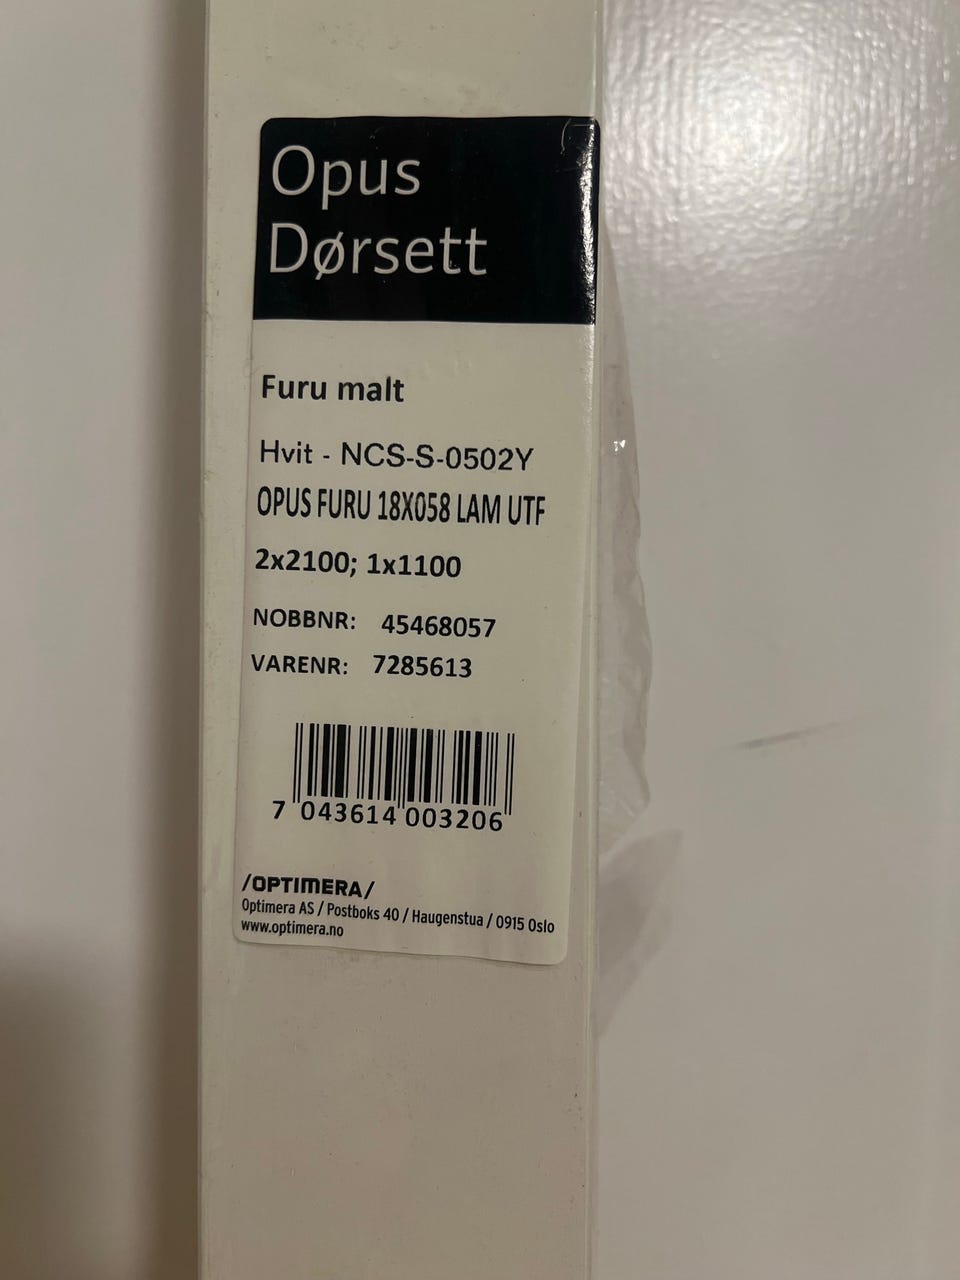 Opus
Dørsett
Furu malt
Hvit - NCS-S-0502Y
OPUS FURU 18X058 LAM UTF
2x2100; 1x1100
NOBBNR: 45468057
VARENR: 7285613
7 043614 003206
/OPTIMERA/
Optimera AS / Postboks 40 / Haugenstua / 0915 Oslo
www.optimera.no